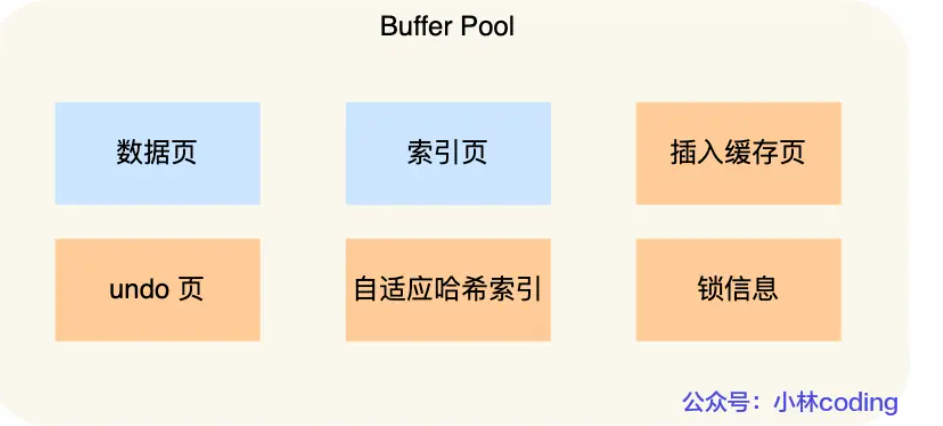 Buffer Pool
数据页
索引页
插入缓存页
undo 页
自适应哈希索引
锁信息
公众号：小林coding